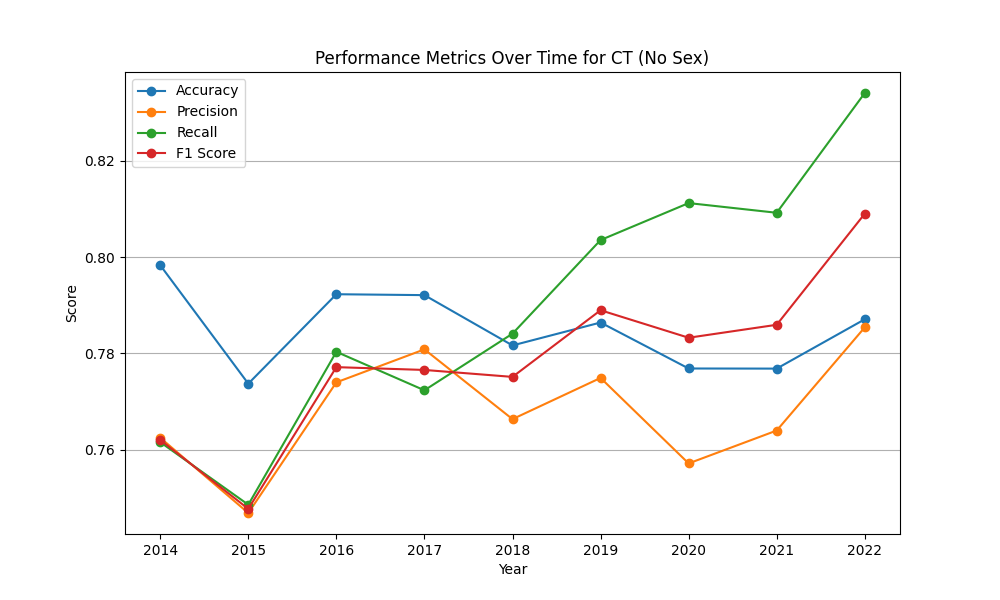 Performance Metrics Over Time for CT (No Sex)
Accuracy
Precision
Recall
F1 Score
Score
0.82
0.80
0.78
0.76
2014 2015 2016 2017 2018 2019 2020 2021 2022
Year